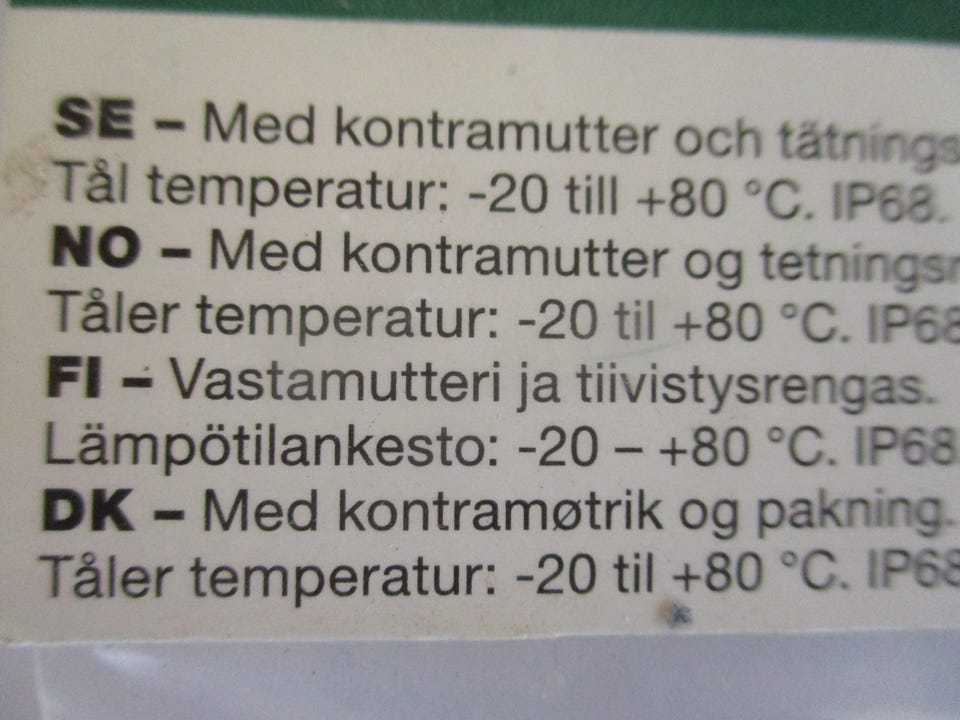 SE – Med kontramutter och tätnings
Tål temperatur: -20 till +80 °C. IP68.
NO – Med kontramutter og tetningsr
Tåler temperatur: -20 til +80 °C. IP68
FI – Vastamutteri ja tiivistysrengas.
Lämpötilankesto: -20 – +80 °C. IP68
DK – Med kontramøtrik og pakning.
Tåler temperatur: -20 til +80 °C. IP68